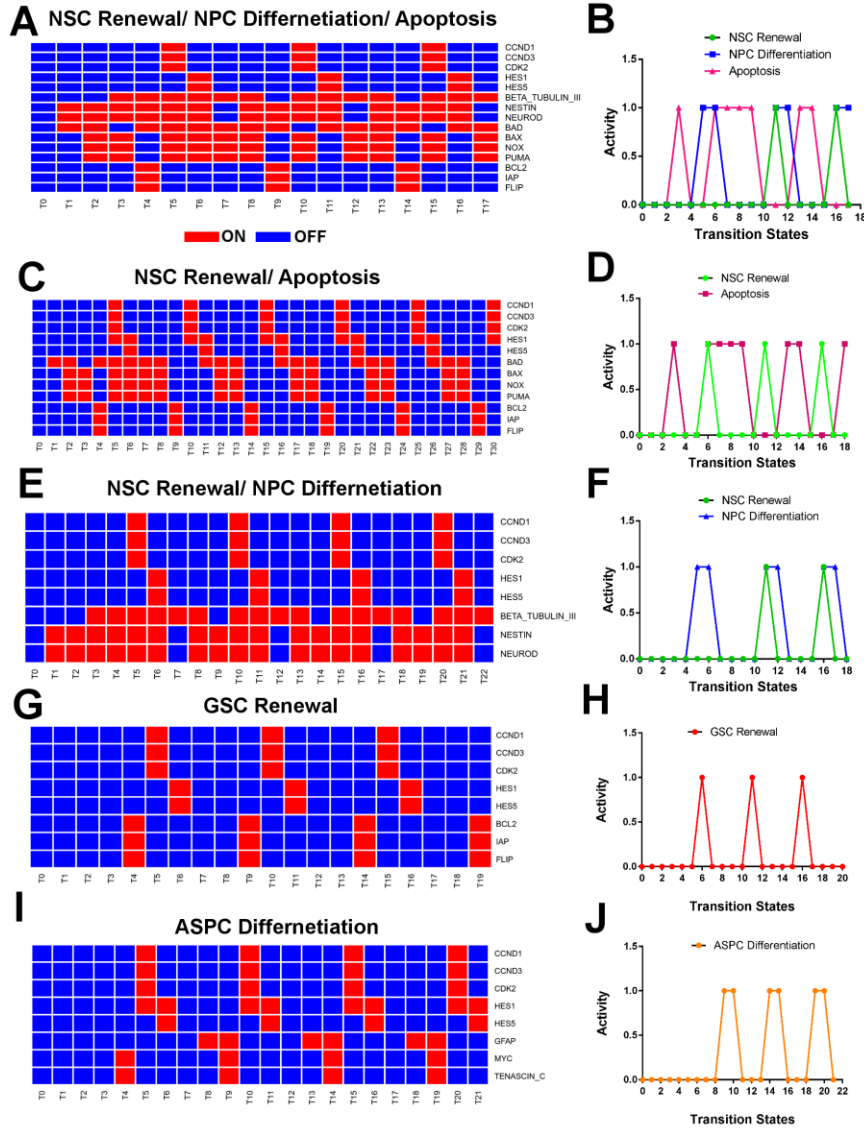 A
NSC Renewal/ NPC Differnetiation/ Apoptosis
CCND1
CCND3
CDK2
HES1
HES5
BETA_TUBULIN_III
NESTIN
NEUROD
BAD
BAX
NOX
PUMA
BCL2
IAP
FLIP
T0 T1 T2 T3 T4 T5 T6 T7 T8 T9 T10 T11 T12 T13 T14 T15 T16 T17
ON OFF
B
NSC Renewal
NPC Differentiation
Apoptosis
1.5
1.0
0.5
0.0
Activity
0 2 4 6 8 10 12 14 16 18
Transition States
C
NSC Renewal/ Apoptosis
CCND1
CCND3
CDK2
HES1
HES5
BAD
BAX
NOX
PUMA
BCL2
IAP
FLIP
T0 T1 T2 T3 T4 T5 T6 T7 T8 T9 T10 T11 T12 T13 T14 T15 T16 T17 T18 T19 T20 T21 T22 T23 T24 T25 T26 T27 T28 T29 T30
D
NSC Renewal
Apoptosis
1.5
1.0
0.5
0.0
Activity
0 2 4 6 8 10 12 14 16 18
Transition States
E
NSC Renewal/ NPC Differnetiation
CCND1
CCND3
CDK2
HES1
HES5
BETA_TUBULIN_III
NESTIN
NEUROD
T0 T1 T2 T3 T4 T5 T6 T7 T8 T9 T10 T11 T12 T13 T14 T15 T16 T17 T18 T19 T20 T21 T22
F
NSC Renewal
NPC Differentiation
1.5
1.0
0.5
0.0
Activity
0 2 4 6 8 10 12 14 16 18
Transition States
G
GSC Renewal
CCND1
CCND3
CDK2
HES1
HES5
BCL2
IAP
FLIP
T0 T1 T2 T3 T4 T5 T6 T7 T8 T9 T10 T11 T12 T13 T14 T15 T16 T17 T18 T19
H
GSC Renewal
1.5
1.0
0.5
0.0
Activity
0 2 4 6 8 10 12 14 16 18 20
Transition States
I
ASPC Differnetiation
CCND1
CCND3
CDK2
HES1
HES5
GFAP
MYC
TENASCIN_C
T0 T1 T2 T3 T4 T5 T6 T7 T8 T9 T10 T11 T12 T13 T14 T15 T16 T17 T18 T19 T20 T21
J
ASPC Differentiation
1.5
1.0
0.5
0.0
Activity
0 2 4 6 8 10 12 14 16 18 20 22
Transition States